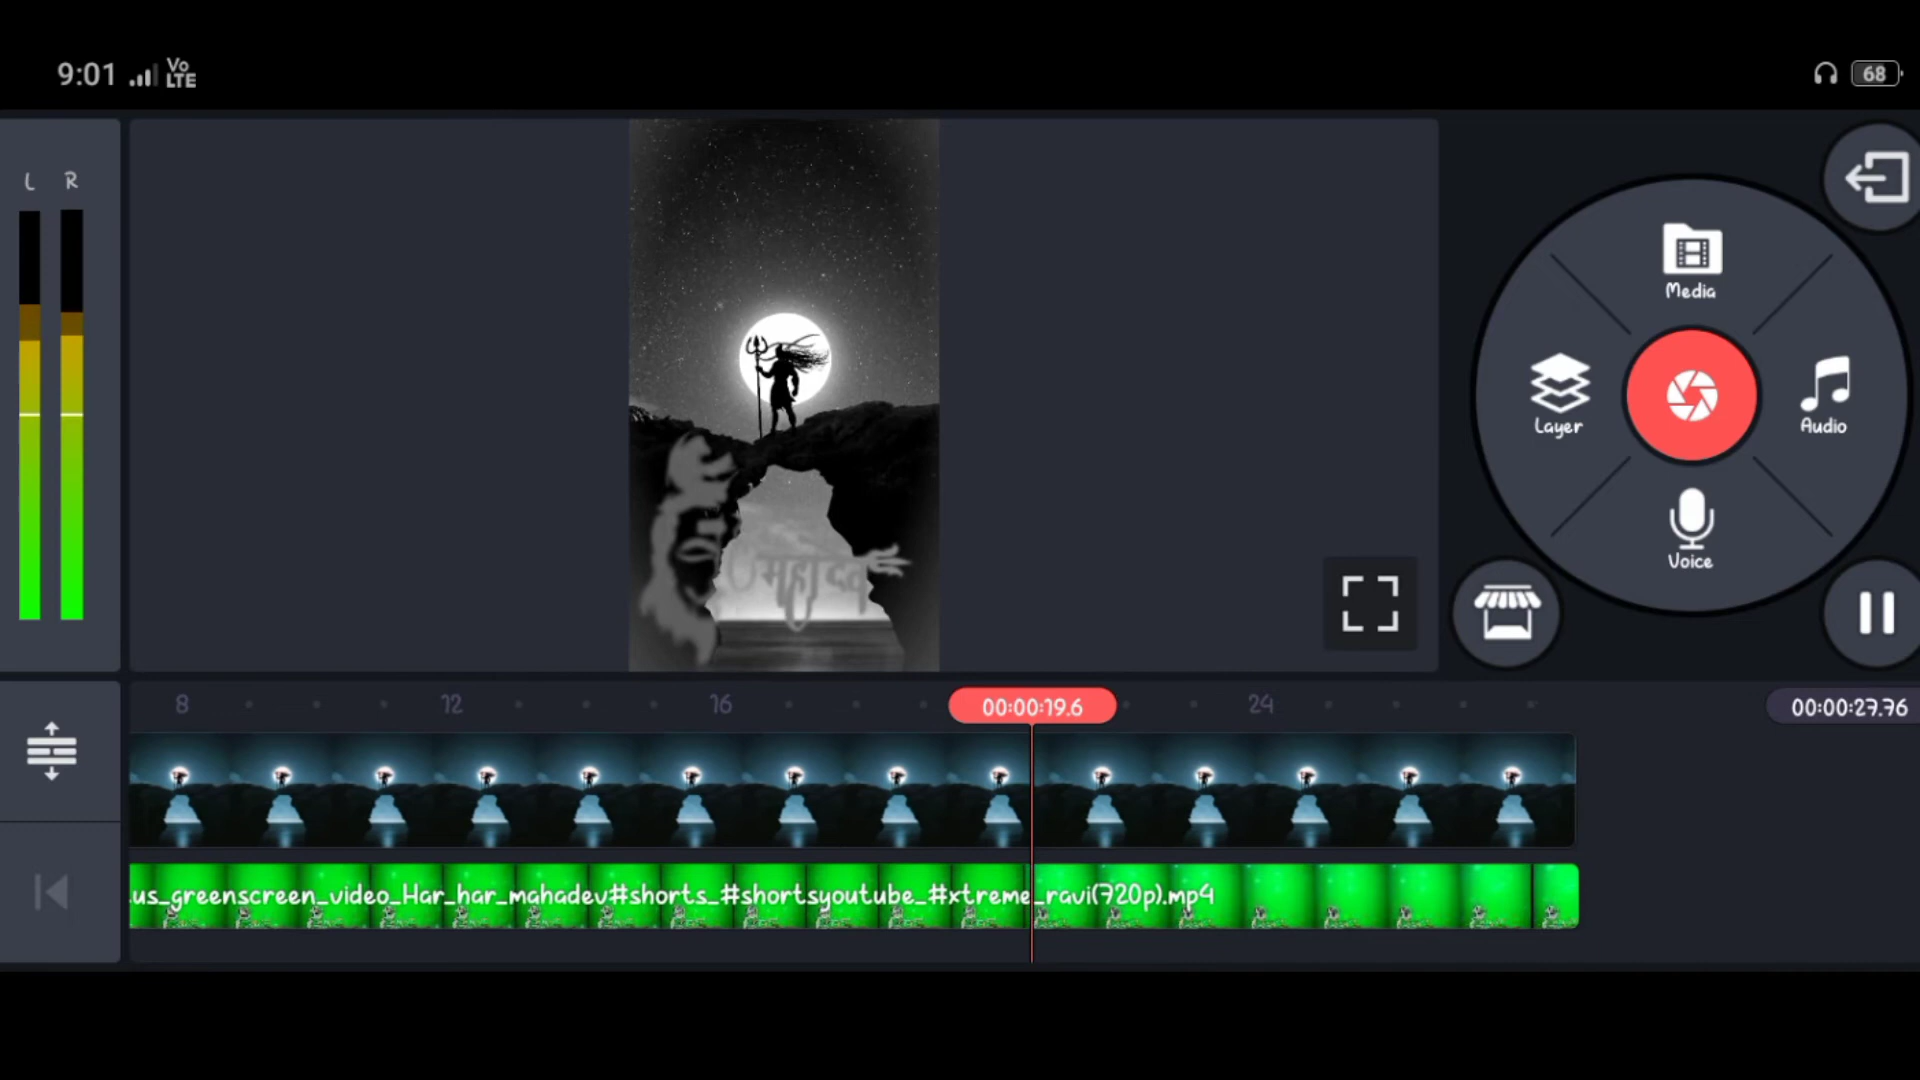 9:01 Vo LTE 68
L R
Media
Layer
Audio
Voice
महादेव
8 12 16 00:00:19.6 24 00:00:27.76
us_greenscreen_video_Har_har_mahadev#shorts_#shortsyoutube_#xtreme_ravi(720p).mp4